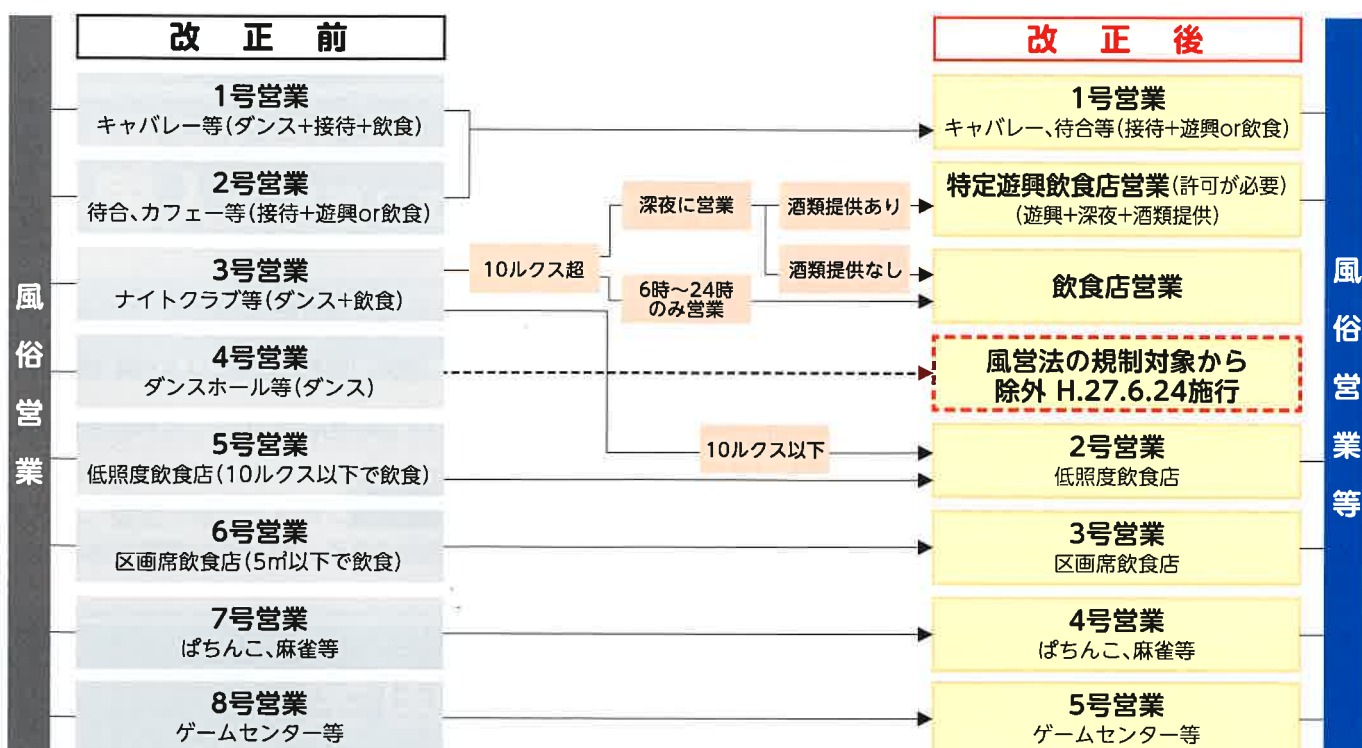 改正前
風俗営業
1号営業
キャバレー等(ダンス+接待+飲食)
2号営業
待合、カフェー等(接待+遊興or飲食)
3号営業
ナイトクラブ等(ダンス+飲食)
4号営業
ダンスホール等(ダンス)
5号営業
低照度飲食店(10ルクス以下で飲食)
6号営業
区画席飲食店(5㎡以下で飲食)
7号営業
ぱちんこ、麻雀等
8号営業
ゲームセンター等
10ルクス超
深夜に営業
酒類提供あり
酒類提供なし
6時〜24時
のみ営業
10ルクス以下
改正後
1号営業
キャバレー、待合等(接待+遊興or飲食)
特定遊興飲食店営業(許可が必要)
(遊興+深夜+酒類提供)
飲食店営業
風営法の規制対象から
除外 H.27.6.24施行
2号営業
低照度飲食店
3号営業
区画席飲食店
4号営業
ぱちんこ、麻雀等
5号営業
ゲームセンター等
風俗営業等